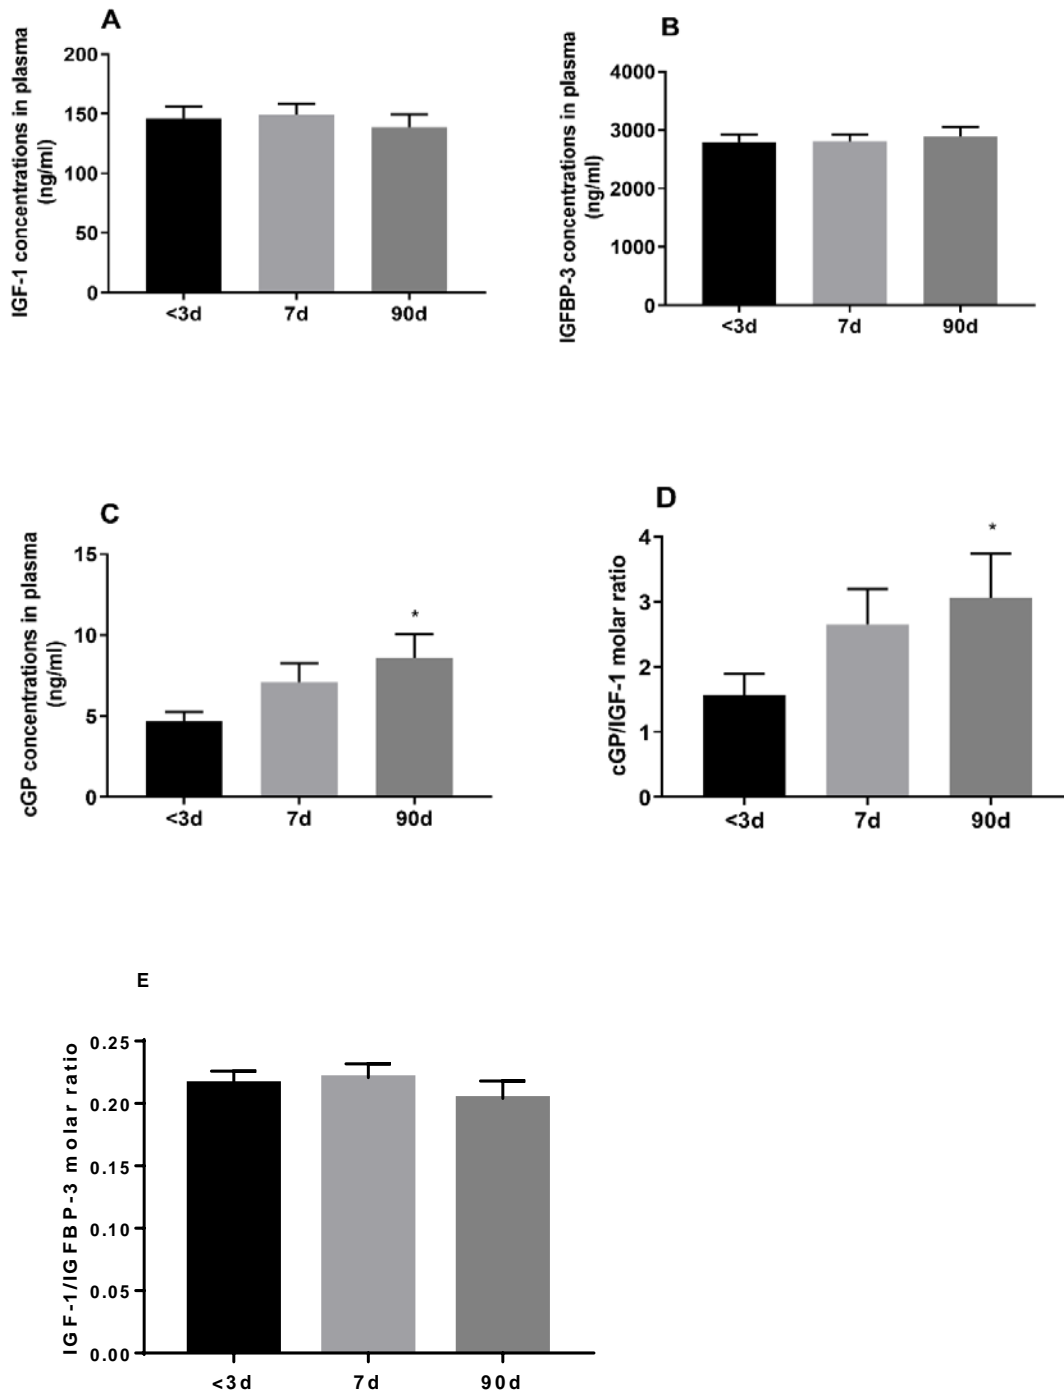 A
IGF-1 concentrations in plasma
(ng/ml)
200
150
100
50
0
<3d 7d 90d
B
IGFBP-3 concentrations in plasma
(ng/ml)
4000
3000
2000
1000
0
<3d 7d 90d
C
cGP concentrations in plasma
(ng/ml)
15
10
5
0
*
<3d 7d 90d
D
cGP/IGF-1 molar ratio
4
3
2
1
0
*
<3d 7d 90d
E
IGF-1/IGFBP-3 molar ratio
0.25
0.20
0.15
0.10
0.05
0.00
<3d 7d 90d